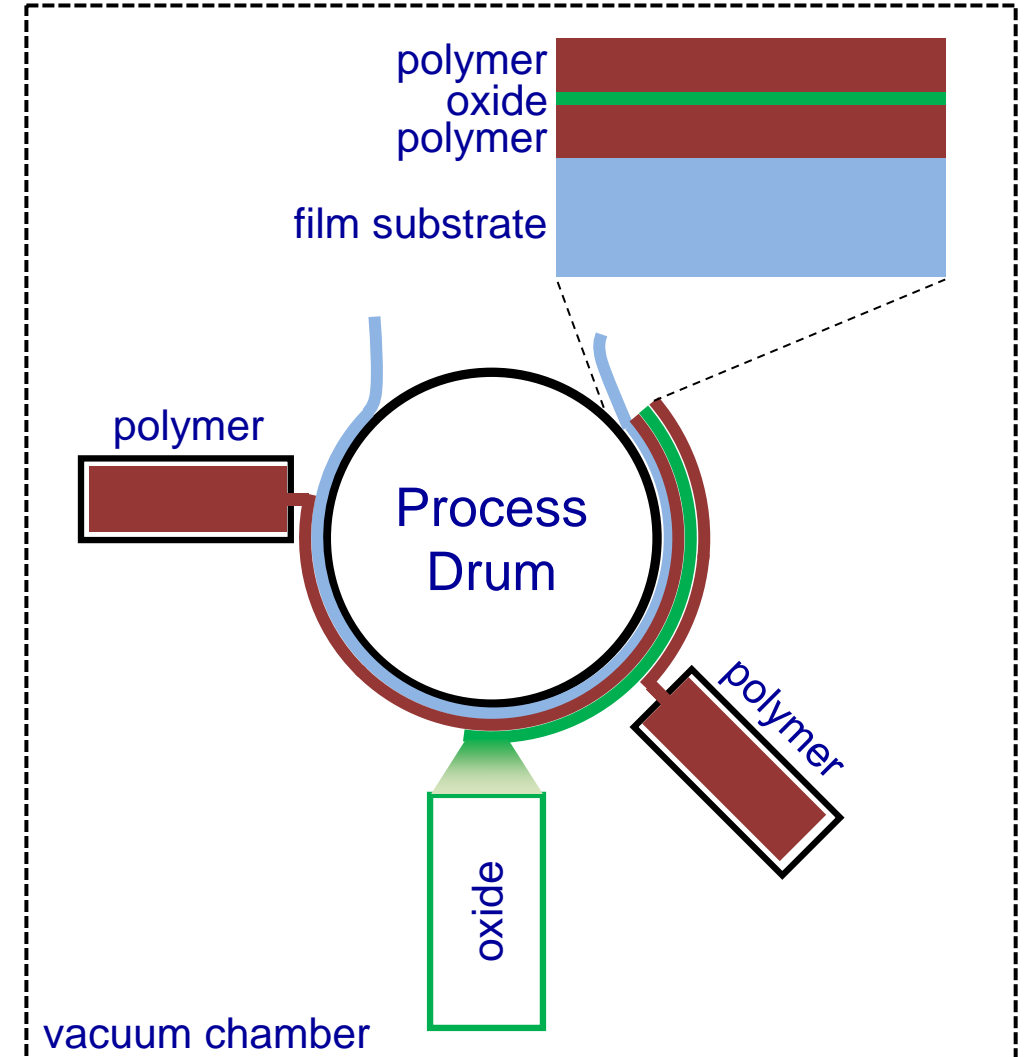 polymer
oxide
polymer
film substrate
polymer
Process
Drum
polymer
oxide
vacuum chamber